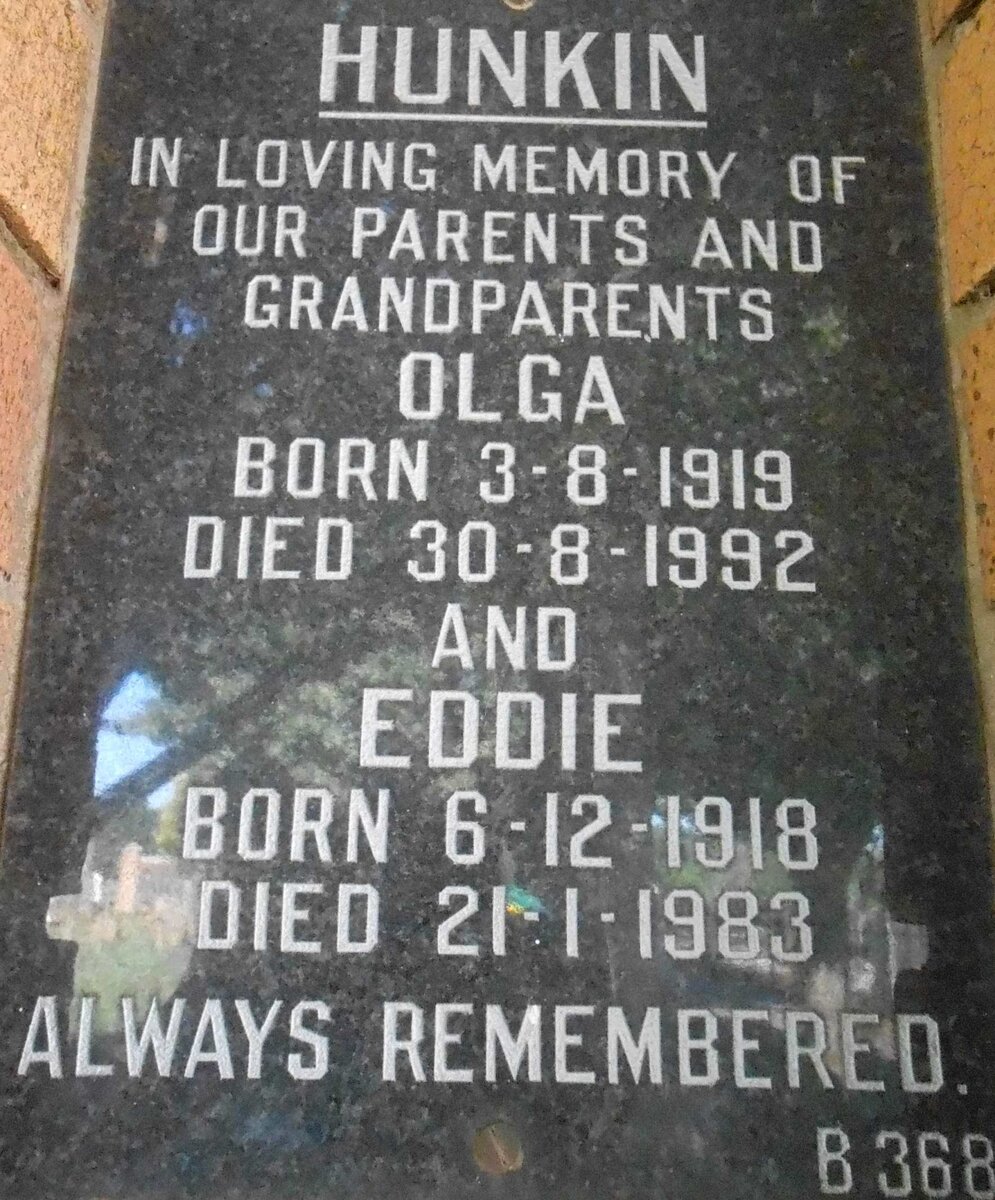 HUNKIN
IN LOVING MEMORY OF
OUR PARENTS AND
GRANDPARENTS
OLGA
BORN 3-8-1919
DIED 30-8-1992
AND
EDDIE
BORN 6-12-1918
DIED 21-1-1983
ALWAYS REMEMBERED.
B 368